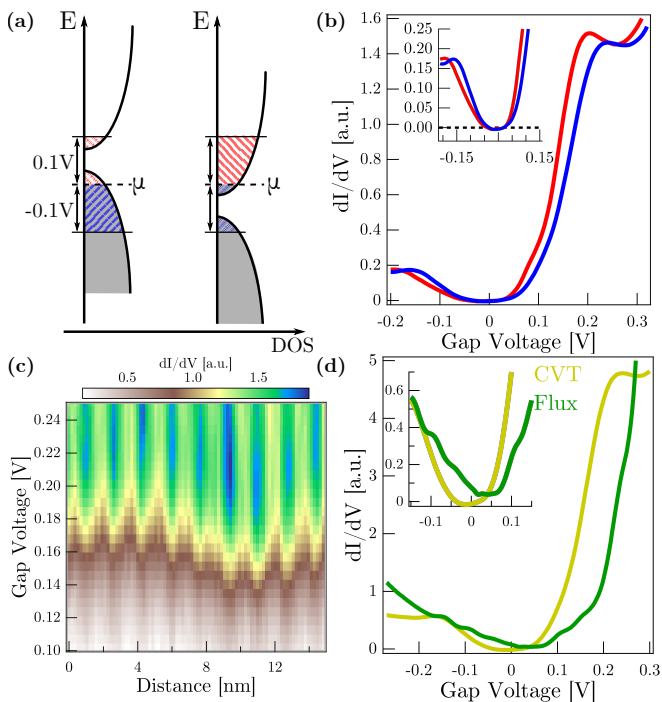 (a)
E
E
0.1V
-0.1V
μ
μ
DOS
(b)
dI/dV [a.u.]
1.6
1.4
1.2
1.0
0.8
0.6
0.4
0.2
0
-0.2
-0.1
0
0.1
0.2
0.3
Gap Voltage [V]
0.25
0.20
0.15
0.10
0.05
0.00
-0.15
0.15
(c)
dI/dV [a.u.]
0.5
1.0
1.5
Gap Voltage [V]
0.24
0.22
0.20
0.18
0.16
0.14
0.12
0.10
0
4
8
12
Distance [nm]
(d)
dI/dV [a.u.]
5
4
3
2
1
0
-0.2
-0.1
0
0.1
0.2
0.3
Gap Voltage [V]
CVT
Flux
0.6
0.4
0.2
0
-0.1
0
0.1